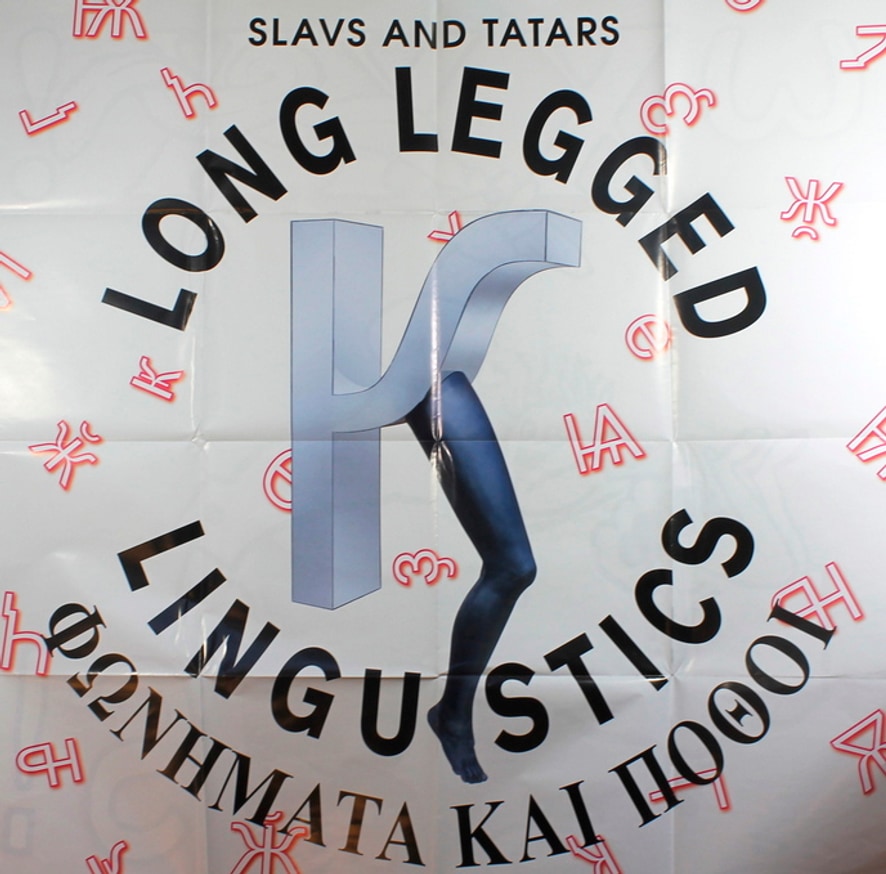 SLAVS AND TATARS
LONG LEGGED
LINGUISTICS
ΦΩΝΗΜΑΤΑ ΚΑΙ ΠΟΘΟΙ